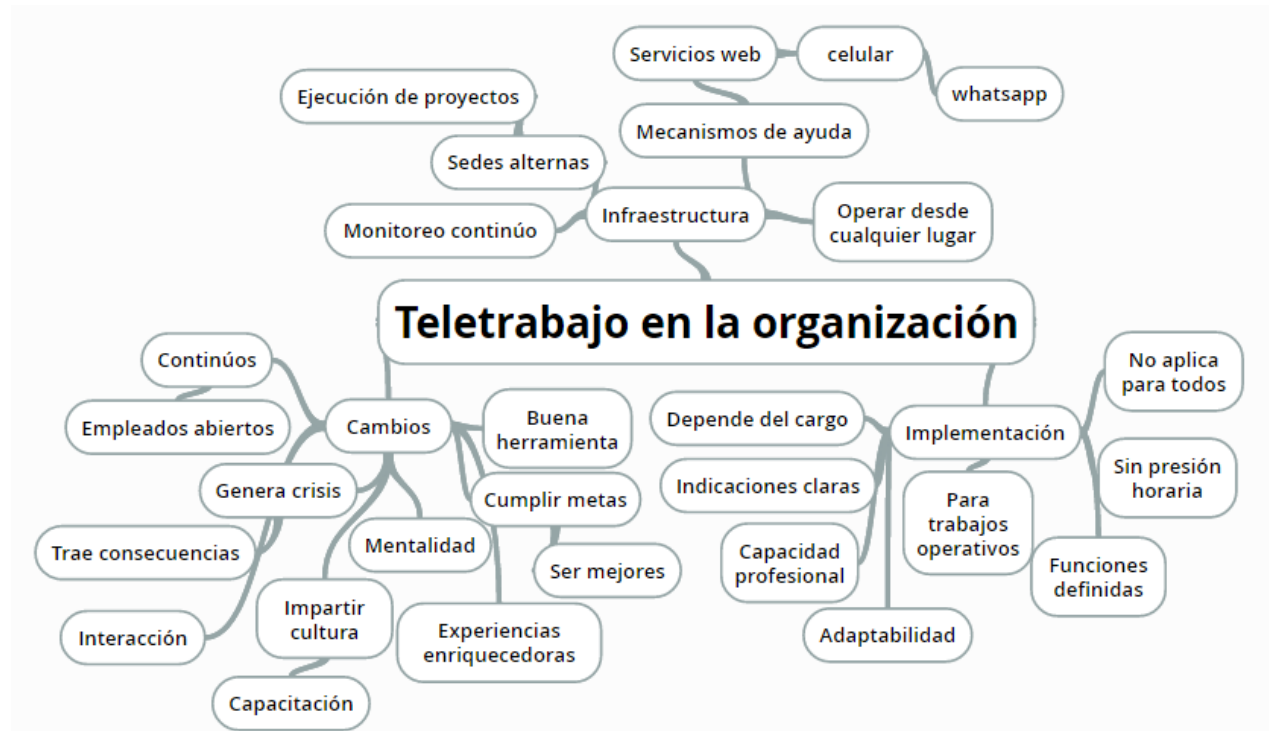 Servicios web
celular
whatsapp
Ejecución de proyectos
Mecanismos de ayuda
Sedes alternas
Infraestructura
Monitoreo continúo
Operar desde
cualquier lugar
Teletrabajo en la organización
Continúos
Empleados abiertos
Cambios
Buena
herramienta
Genera crisis
Cumplir metas
Trae consecuencias
Mentalidad
Ser mejores
Interacción
Impartir
cultura
Experiencias
enriquecedoras
Capacitación
No aplica
para todos
Depende del cargo
Implementación
Indicaciones claras
Sin presión
horaria
Para
trabajos
operativos
Capacidad
profesional
Funciones
definidas
Adaptabilidad